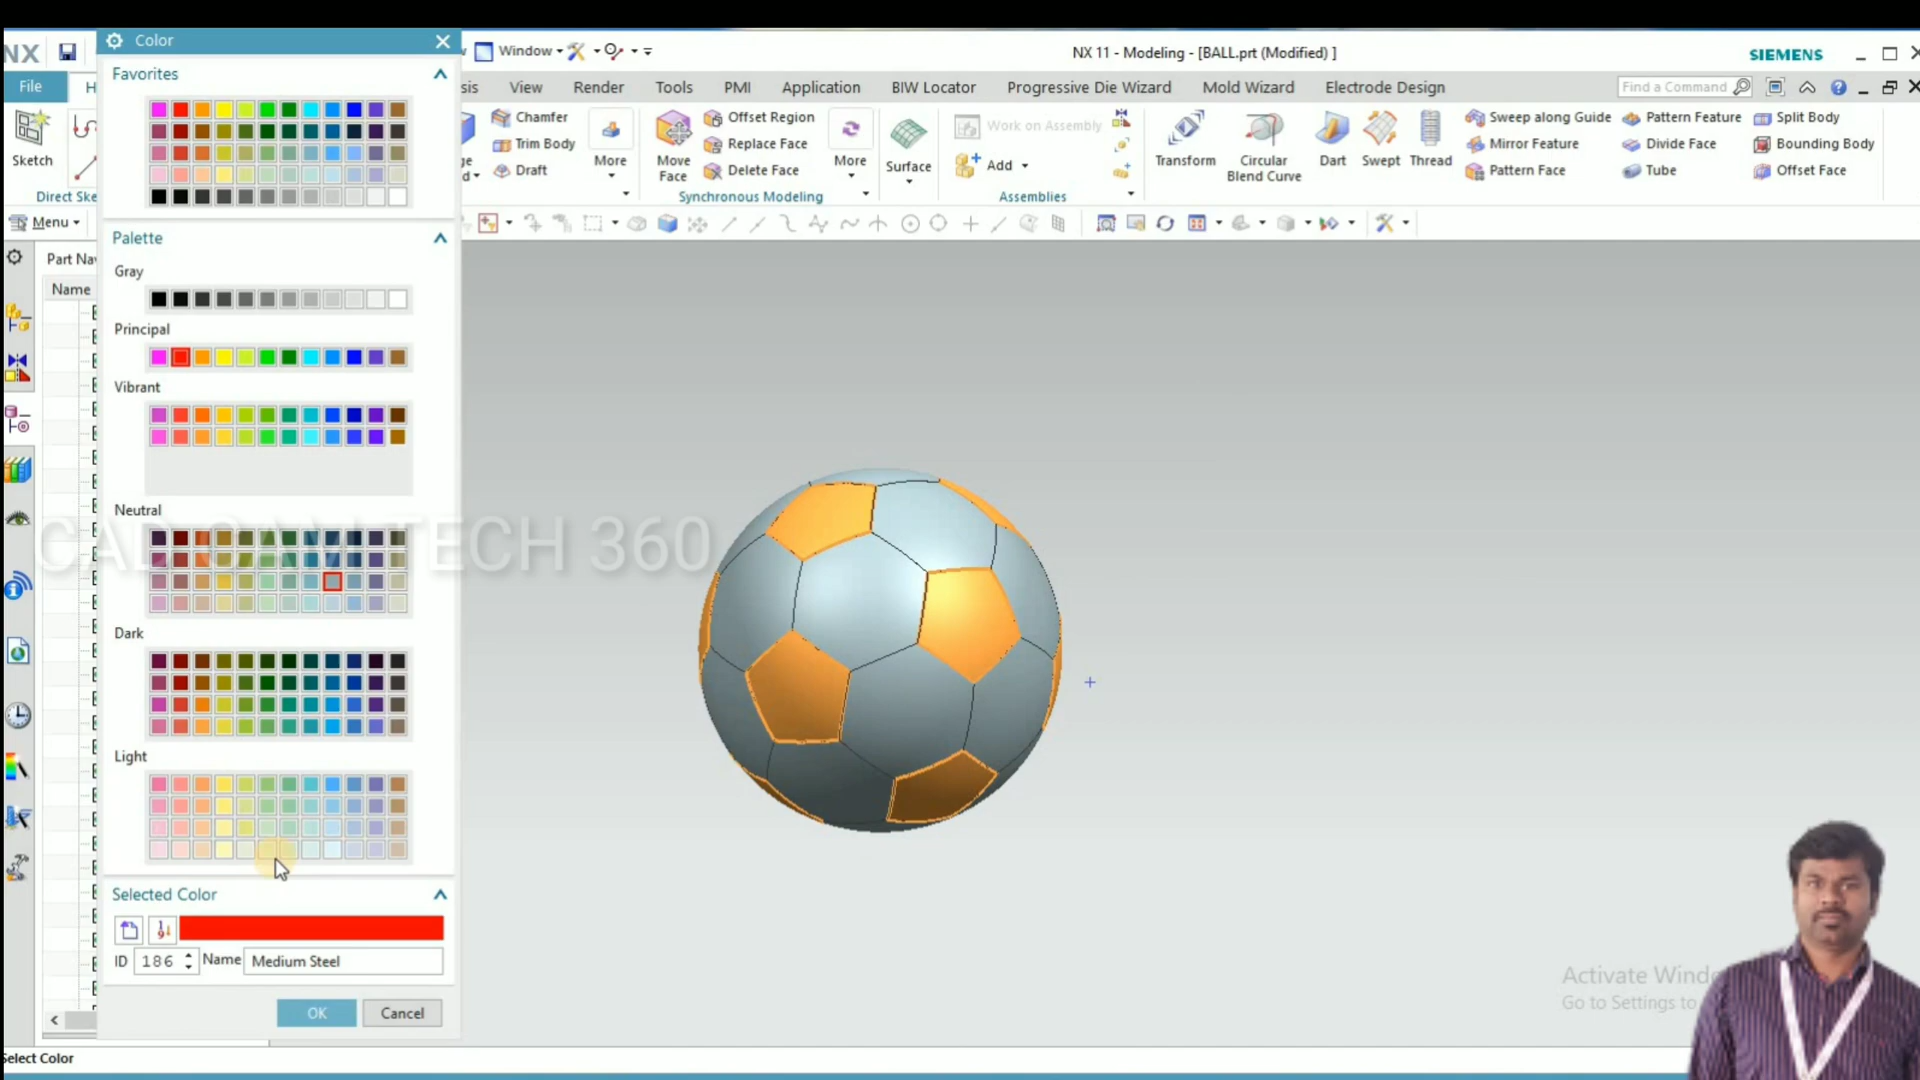 NX
Color
Window
NX 11 - Modeling - [BALL.prt (Modified) ]
SIEMENS
File
H
sis
View
Render
Tools
PMI
Application
BIW Locator
Progressive Die Wizard
Mold Wizard
Electrode Design
Find a Command
Favorites
Sketch
Direct Ske
Menu
Chamfer
Trim Body
Draft
More
Move
Face
Offset Region
Replace Face
Delete Face
More
Synchronous Modeling
Surface
Work on Assembly
Add
Assemblies
Transform
Circular
Blend Curve
Dart
Swept
Thread
Sweep along Guide
Mirror Feature
Pattern Face
Pattern Feature
Divide Face
Tube
Split Body
Bounding Body
Offset Face
Part Na
Name
Palette
Gray
Principal
Vibrant
Neutral
CAD CAM TECH 360
Dark
Light
Selected Color
ID 186 Name Medium Steel
OK Cancel
Select Color
Activate Windo
Go to Settings to